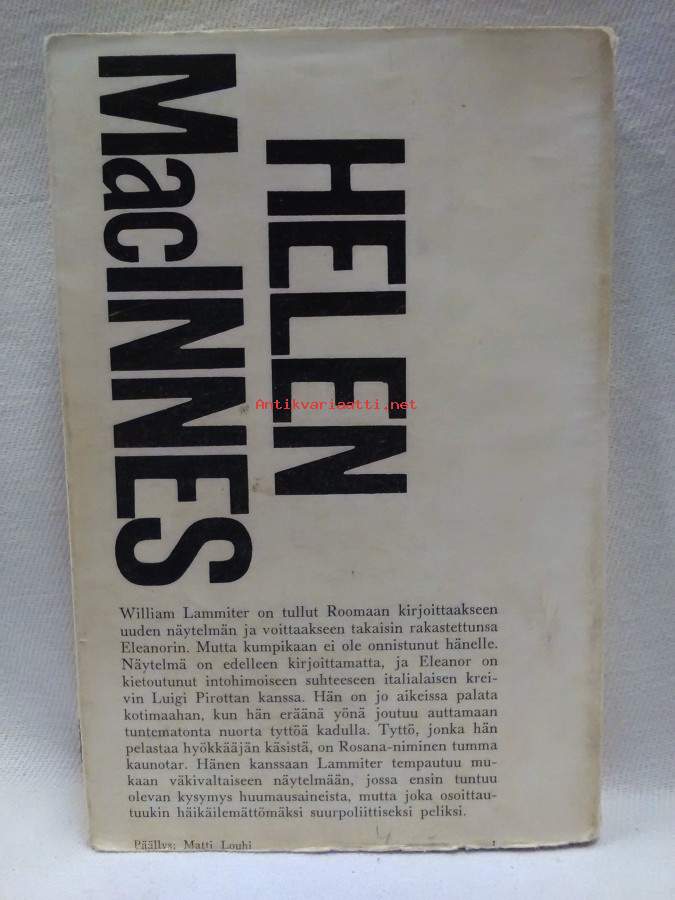 HELEN
MacINNES
Antikvariaatti.net
William Lammiter on tullut Roomaan kirjoittaakseen
uuden näytelmän ja voittaakseen takaisin rakastettunsa
Eleanorin. Mutta kumpikaan ei ole onnistunut hänelle.
Näytelmä on edelleen kirjoittamatta, ja Eleanor on
kietoutunut intohimoiseen suhteeseen italialaisen krei-
vin Luigi Pirottan kanssa. Hän on jo aikeissa palata
kotimaahan, kun hän eräänä yönä joutuu auttamaan
tuntematonta nuorta tyttöä kadulla. Tyttö, jonka hän
pelastaa hyökkääjän käsistä, on Rosana-niminen tumma
kaunotar. Hänen kanssaan Lammiter tempautuu mu-
kaan väkivaltaiseen näytelmään, jossa ensin tuntuu
olevan kysymys huumausaineista, mutta joka osoittau-
tuukin häikäilemättömäksi suurpoliittiseksi peliksi.
Päällys: Matti Louhi